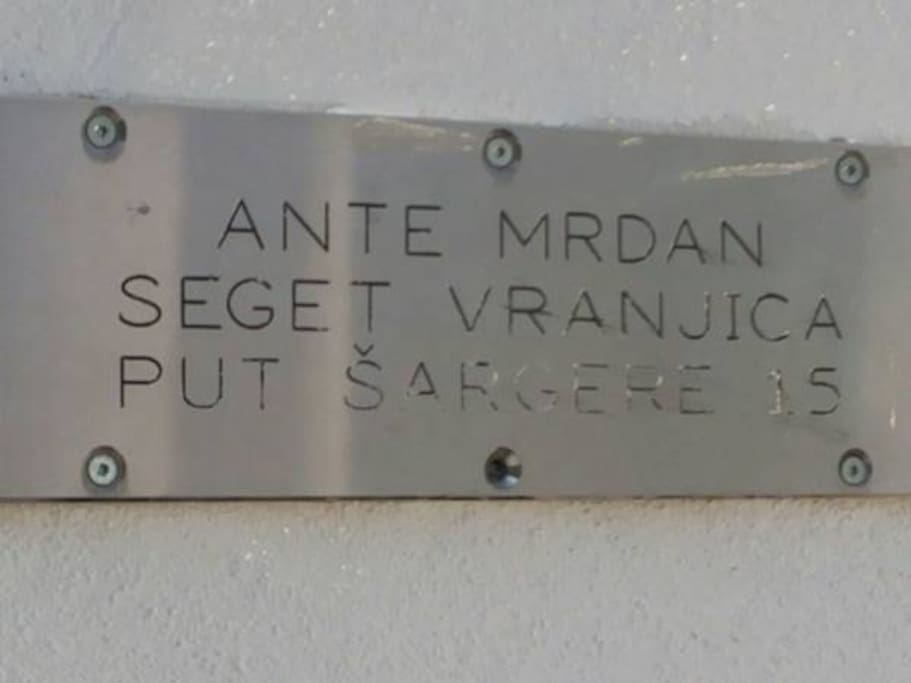 ANTE MRDAN
SEGET VRANJICA
PUT ŠARGERE 15